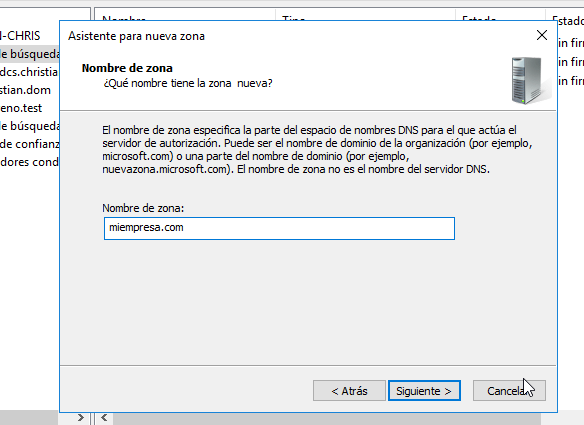 Nombre
Tipo
Estado
Estado
N-CHRIS
e búsqueda
dcs.christia
stian.dom
eno.test
e búsqueda
de confianz
dores cond
in firm
in firm
in firm
Asistente para nueva zona
Nombre de zona
¿Qué nombre tiene la zona nueva?
El nombre de zona especifica la parte del espacio de nombres DNS para el que actúa el
servidor de autorización. Puede ser el nombre de dominio de la organización (por ejemplo,
microsoft.com) o una parte del nombre de dominio (por ejemplo,
nuevazona.microsoft.com). El nombre de zona no es el nombre del servidor DNS.
Nombre de zona:
miempresa.com
< Atrás
Siguiente >
Cancelar